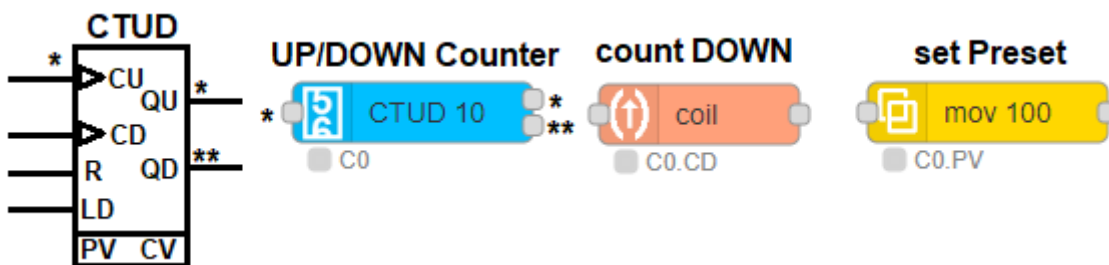 CTUD
* CU
QU *
CD
R QD **
LD
PV CV
UP/DOWN Counter
* 56 CTUD 10 *
**
C0
count DOWN
coil
C0.CD
set Preset
mov 100
C0.PV